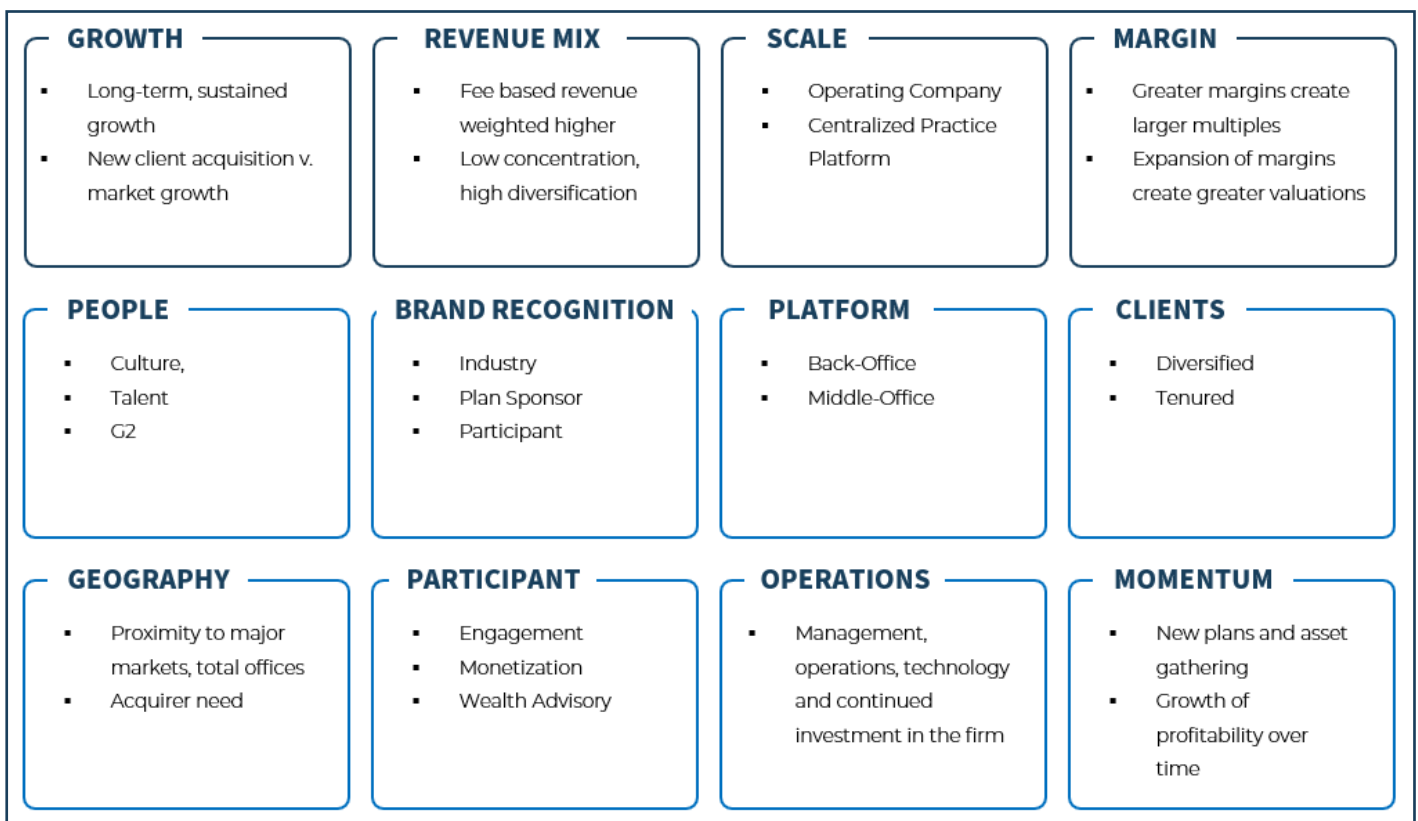 GROWTH
▪ Long-term, sustained
growth
▪ New client acquisition v.
market growth
REVENUE MIX
▪ Fee based revenue
weighted higher
▪ Low concentration,
high diversification
SCALE
▪ Operating Company
▪ Centralized Practice
Platform
MARGIN
▪ Greater margins create
larger multiples
▪ Expansion of margins
create greater valuations
PEOPLE
▪ Culture,
▪ Talent
▪ G2
BRAND RECOGNITION
▪ Industry
▪ Plan Sponsor
▪ Participant
PLATFORM
▪ Back-Office
▪ Middle-Office
CLIENTS
▪ Diversified
▪ Tenured
GEOGRAPHY
▪ Proximity to major
markets, total offices
▪ Acquirer need
PARTICIPANT
▪ Engagement
▪ Monetization
▪ Wealth Advisory
OPERATIONS
▪ Management,
operations, technology
and continued
investment in the firm
MOMENTUM
▪ New plans and asset
gathering
▪ Growth of
profitability over
time